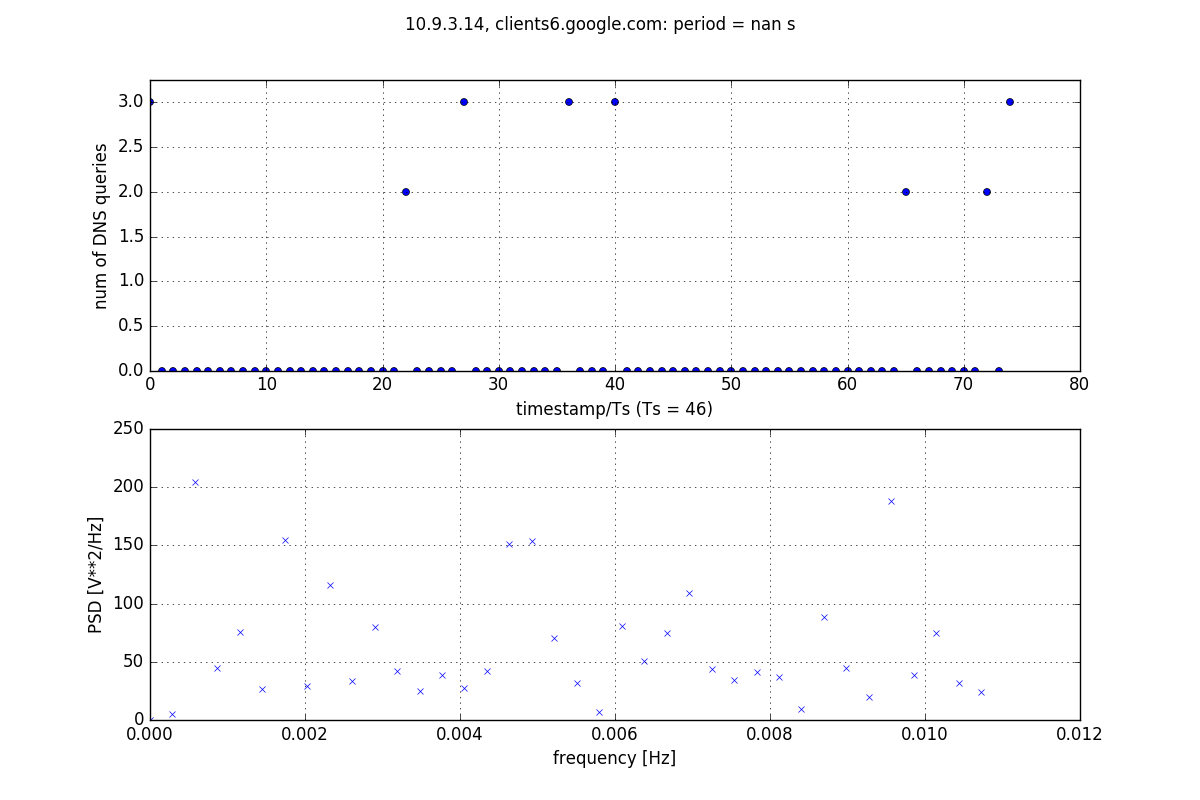 10.9.3.14, clients6.google.com: period = nan s
num of DNS queries
3.0
2.5
2.0
1.5
1.0
0.5
0.0
0 10 20 30 40 50 60 70 80
timestamp/Ts (Ts = 46)
PSD [V**2/Hz]
250
200
150
100
50
0
0.000 0.002 0.004 0.006 0.008 0.010 0.012
frequency [Hz]